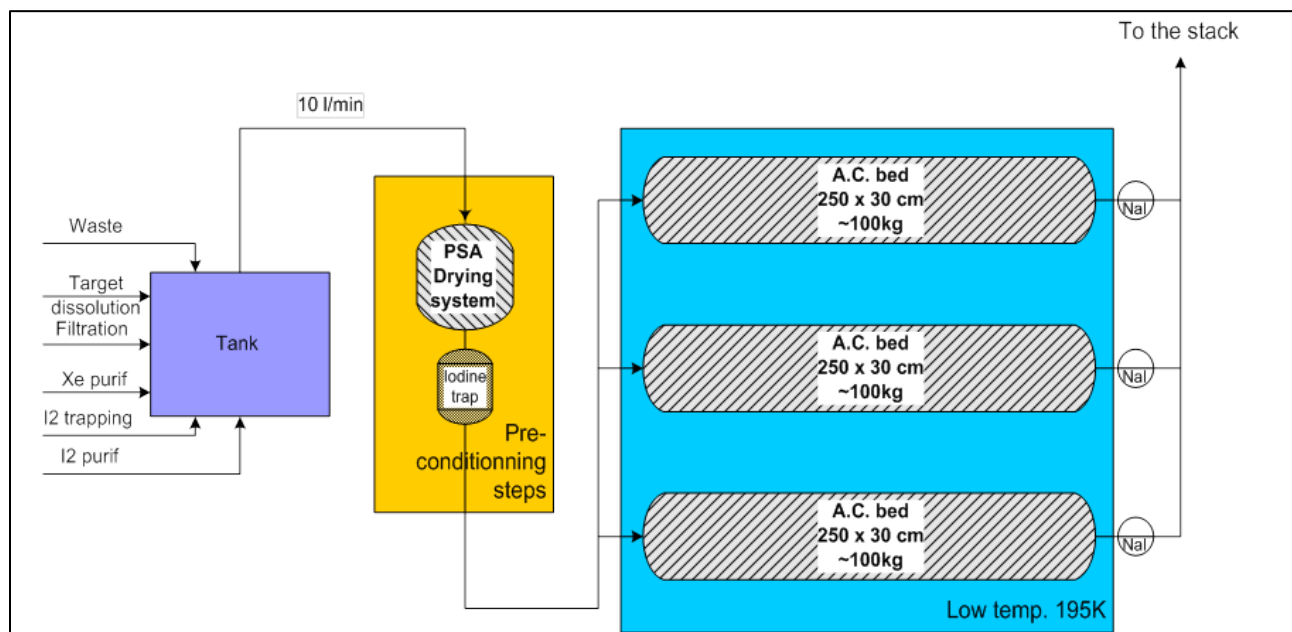 To the stack
10 l/min
Waste
Target
dissolution
Filtration
Xe purif
I2 trapping
I2 purif
Tank
PSA
Drying
system
Iodine
trap
Pre-
conditionning
steps
A.C. bed
250 x 30 cm
~100kg
NaI
A.C. bed
250 x 30 cm
~100kg
NaI
A.C. bed
250 x 30 cm
~100kg
NaI
Low temp. 195K